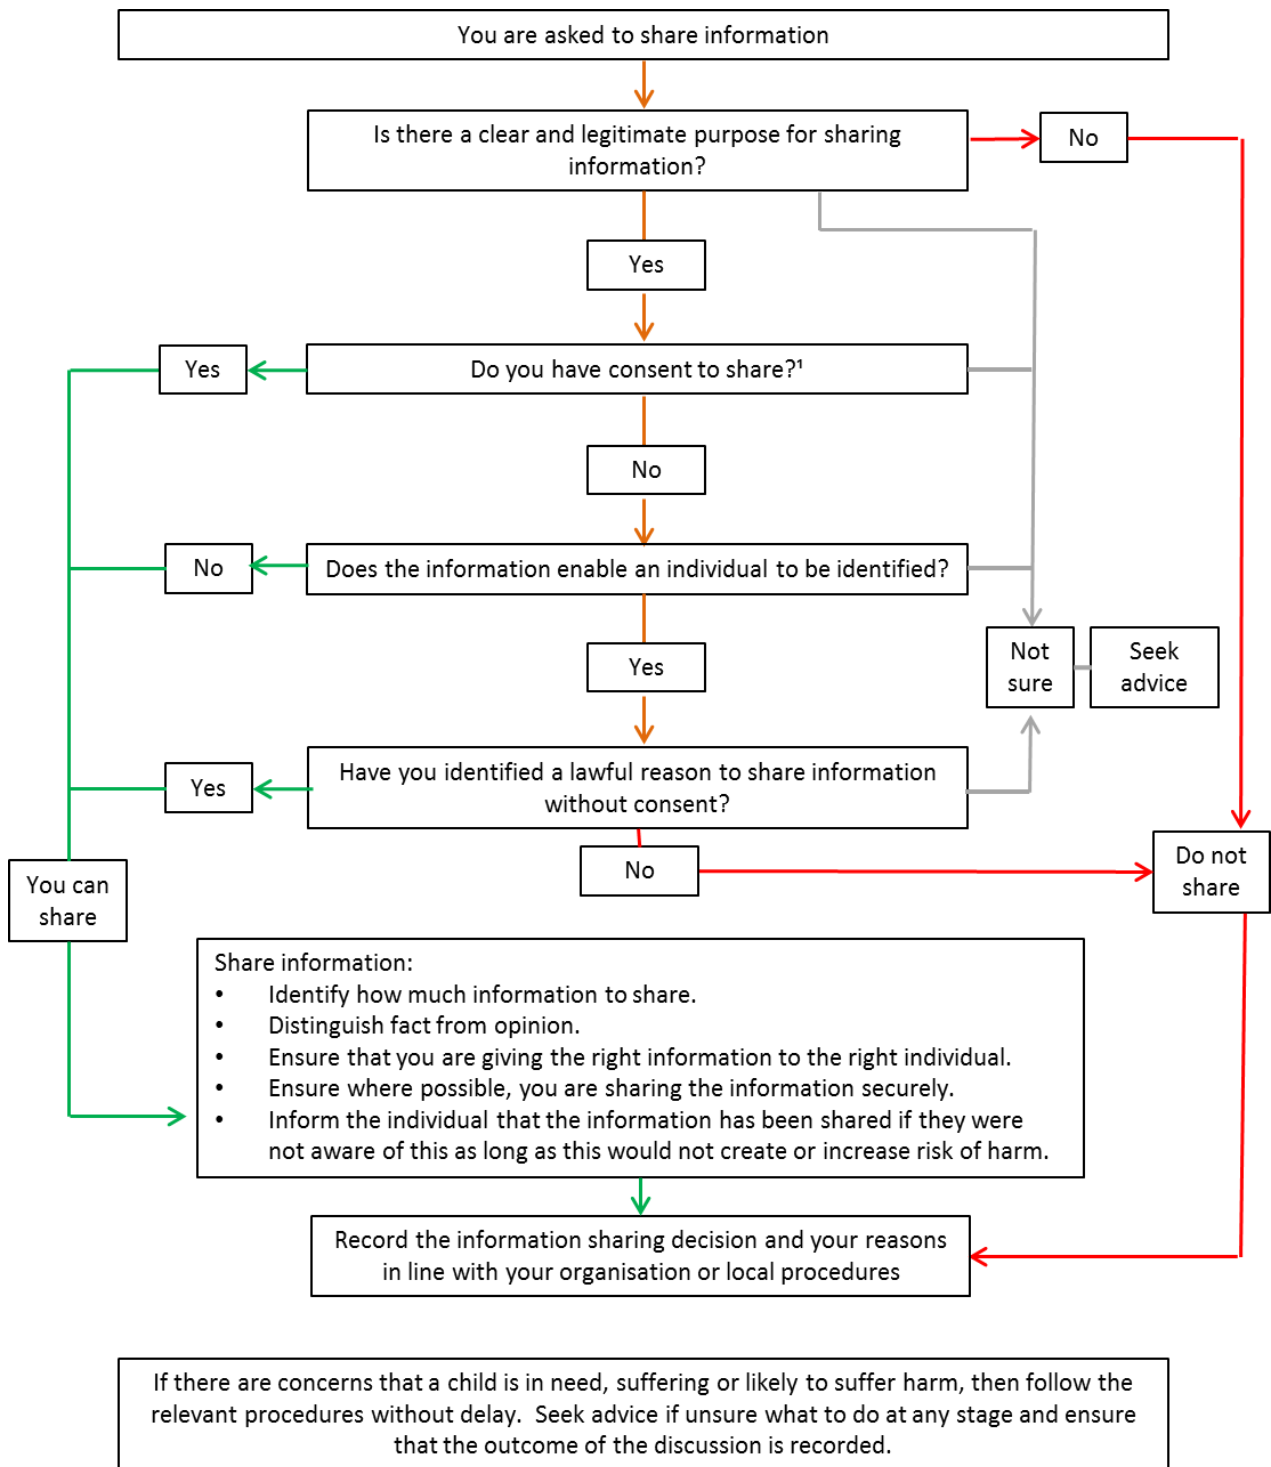 You are asked to share information
Is there a clear and legitimate purpose for sharing
information?
No
Yes
Yes
Do you have consent to share?¹
No
No
Does the information enable an individual to be identified?
Yes
Not
sure
Seek
advice
Yes
Have you identified a lawful reason to share information
without consent?
No
Do not
share
You can
share
Share information:
• Identify how much information to share.
• Distinguish fact from opinion.
• Ensure that you are giving the right information to the right individual.
• Ensure where possible, you are sharing the information securely.
• Inform the individual that the information has been shared if they were
not aware of this as long as this would not create or increase risk of harm.
Record the information sharing decision and your reasons
in line with your organisation or local procedures
If there are concerns that a child is in need, suffering or likely to suffer harm, then follow the
relevant procedures without delay.  Seek advice if unsure what to do at any stage and ensure
that the outcome of the discussion is recorded.